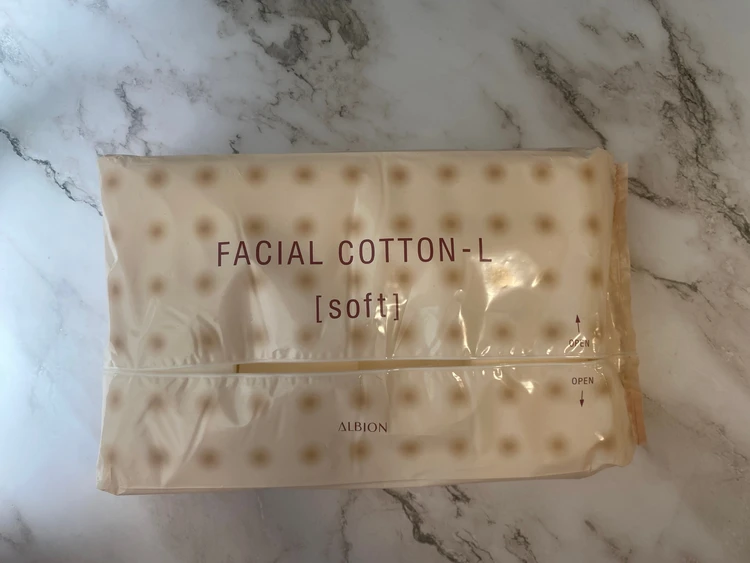 FACIAL COTTON-L
[soft]
OPEN
OPEN
ALBION